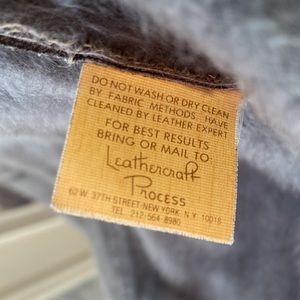 DO NOT WASH OR DRY CLEAN
BY FABRIC METHODS HAVE
CLEANED BY LEATHER EXPERT
FOR BEST RESULTS
BRING OR MAIL TO
Leathercraft
Process
62 W. 37TH STREET-NEW YORK, N.Y. 10018
TEL. 212-564-8980